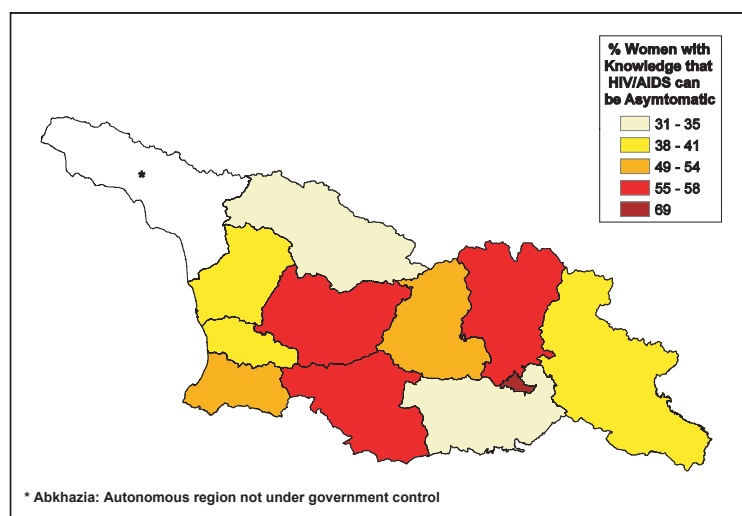 % Women with
Knowledge that
HIV/AIDS can
be Asymtomatic
31 - 35
38 - 41
49 - 54
55 - 58
69
*
* Abkhazia: Autonomous region not under government control